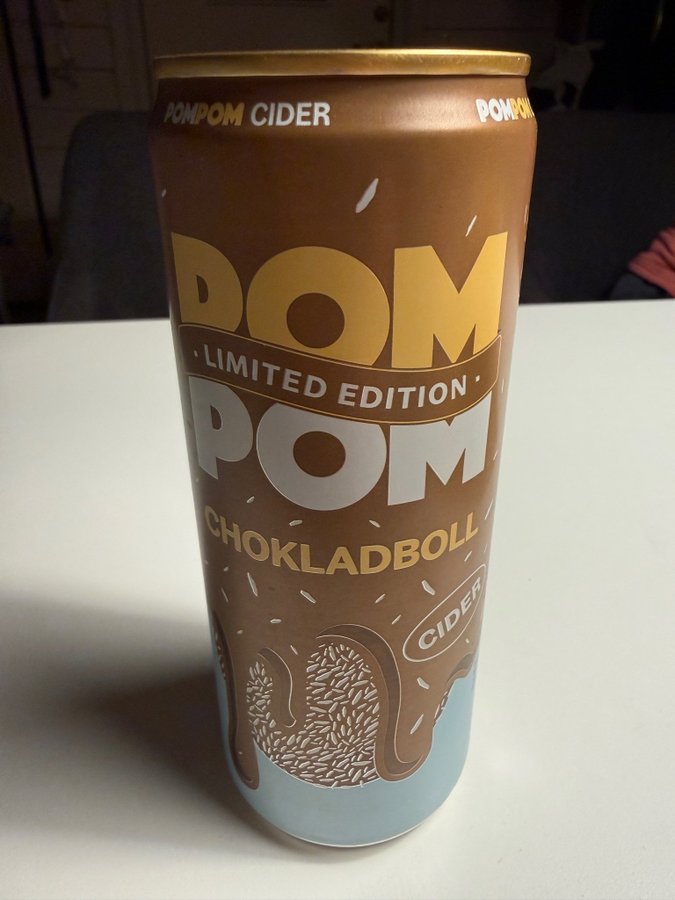 POMPOM CIDER
POMPOM
POM
· LIMITED EDITION ·
POM
CHOKLADBOLL
CIDER